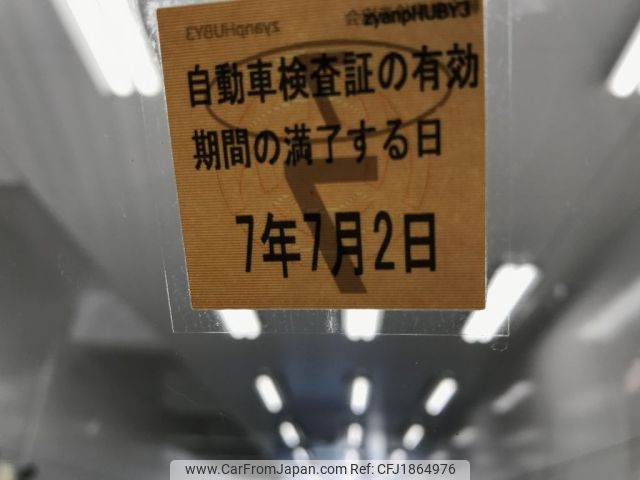 zyanpHUBY3
自動車検査証の有効
期間の満了する日
7年7月2日
www.CarFromJapan.com | Ref: CFJ1864976